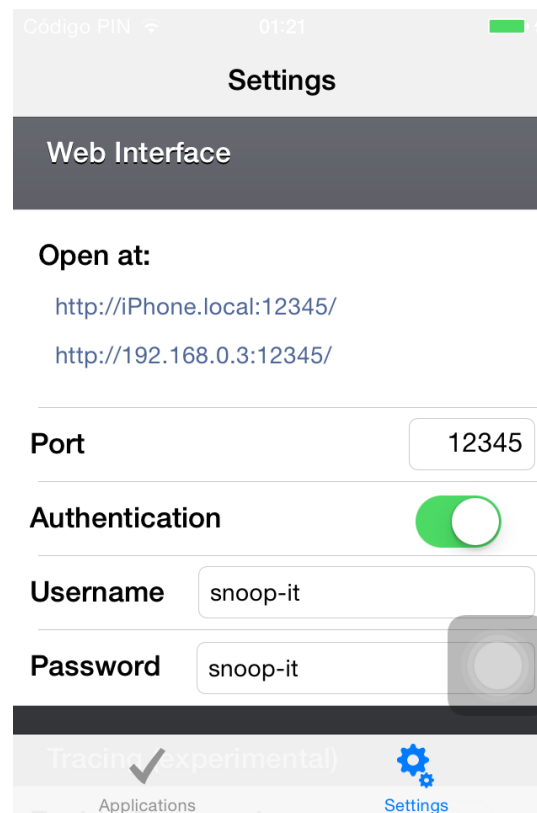 Código PIN 01:21
Settings
Web Interface
Open at:
http://iPhone.local:12345/
http://192.168.0.3:12345/
Port 12345
Authentication
Username snoop-it
Password snoop-it
Tracing (experimental)
Applications Settings